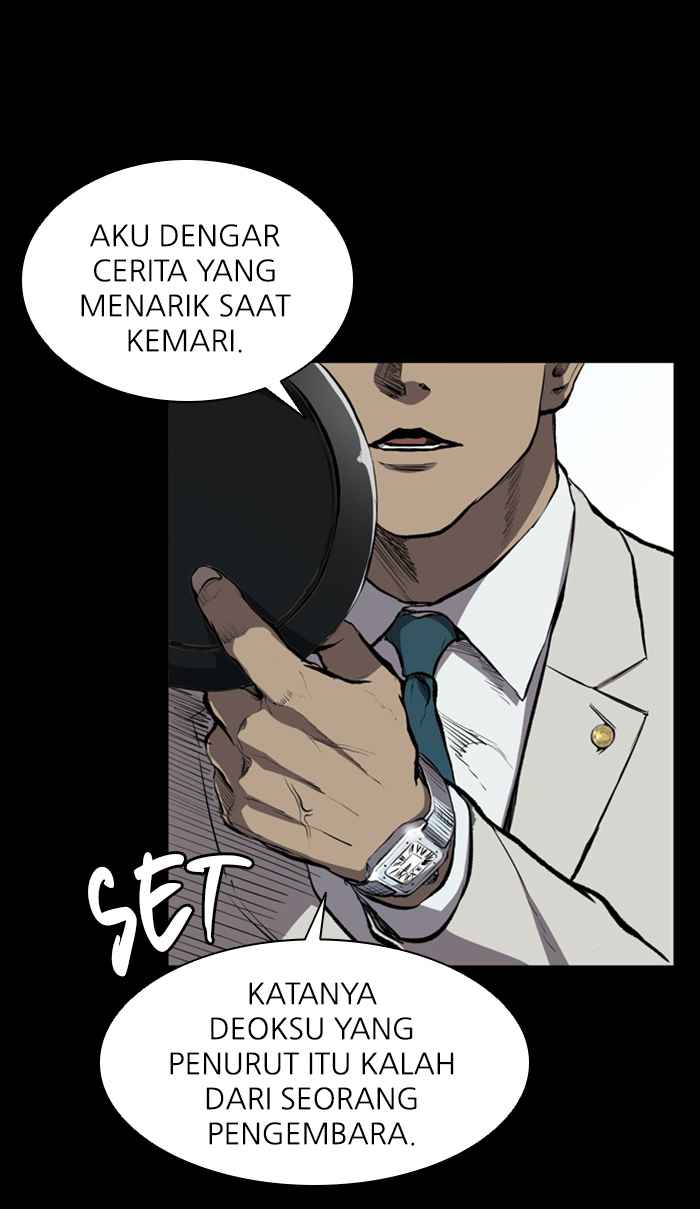 AKU DENGAR
CERITA YANG
MENARIK SAAT
KEMARI.
SET
KATANYA
DEOKSU YANG
PENURUT ITU KALAH
DARI SEORANG
PENGEMBARA.